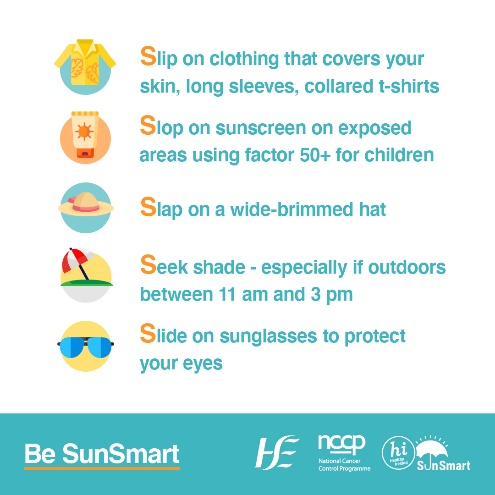 Slip on clothing that covers your
skin, long sleeves, collared t-shirts
Slop on sunscreen on exposed
areas using factor 50+ for children
Slap on a wide-brimmed hat
Seek shade - especially if outdoors
between 11 am and 3 pm
Slide on sunglasses to protect
your eyes
Be SunSmart
HE
nccp
National Cancer
Control Programme
hi
SunSmart